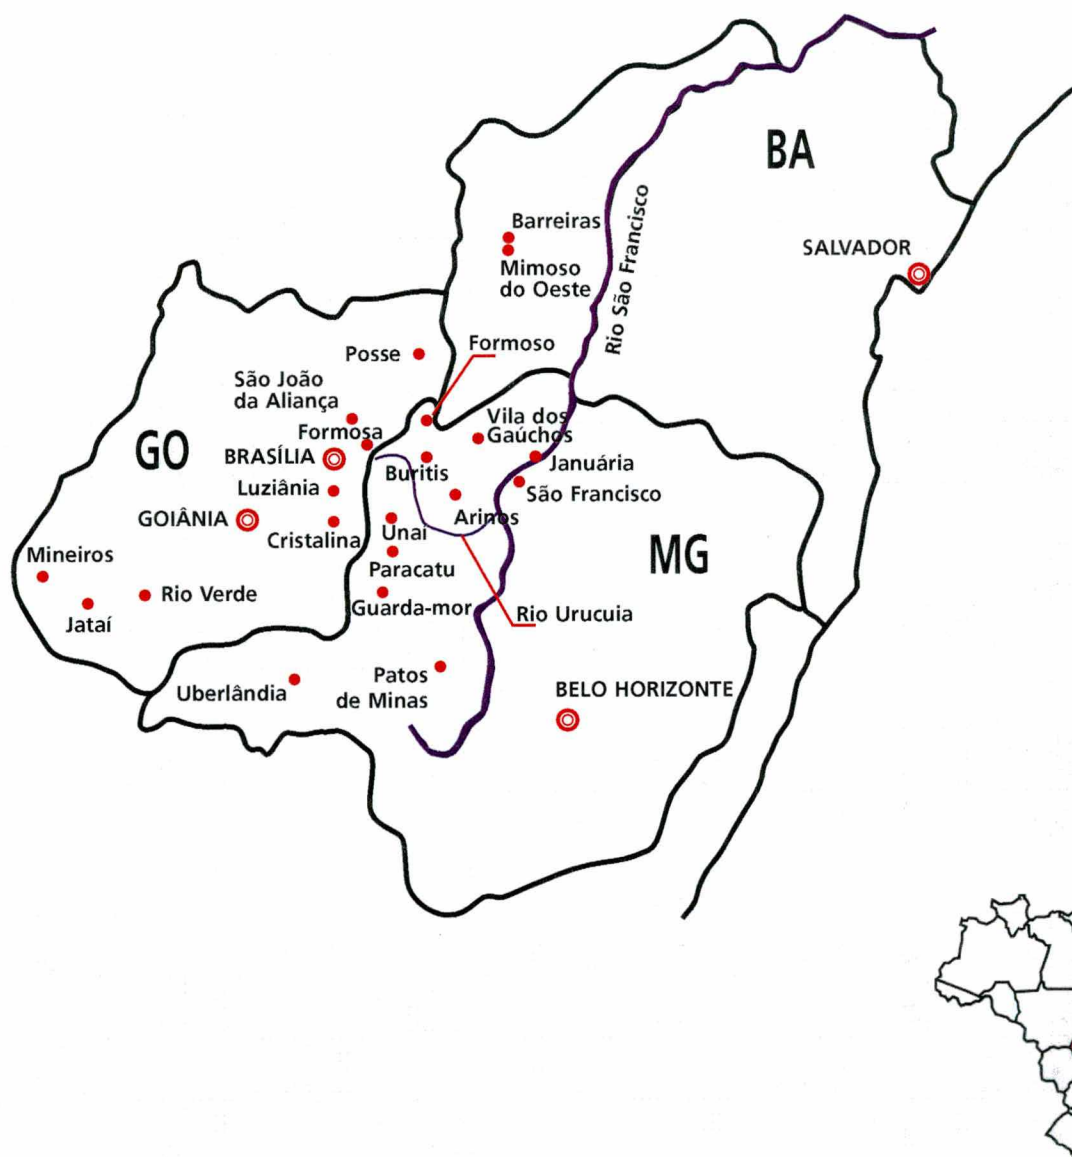 BA
Barreiras
SALVADOR
Mimoso
do Oeste
Rio São Francisco
Formoso
Posse
São João
da Aliança
Vila dos
Gaúchos
Formosa
GO
BRASÍLIA
Buritis
Januária
Luziânia
São Francisco
GOIÂNIA
Arinos
Cristalina
Unaí
MG
Mineiros
Paracatu
Rio Verde
Guarda-mor
Rio Urucuia
Jataí
Patos
de Minas
Uberlândia
BELO HORIZONTE